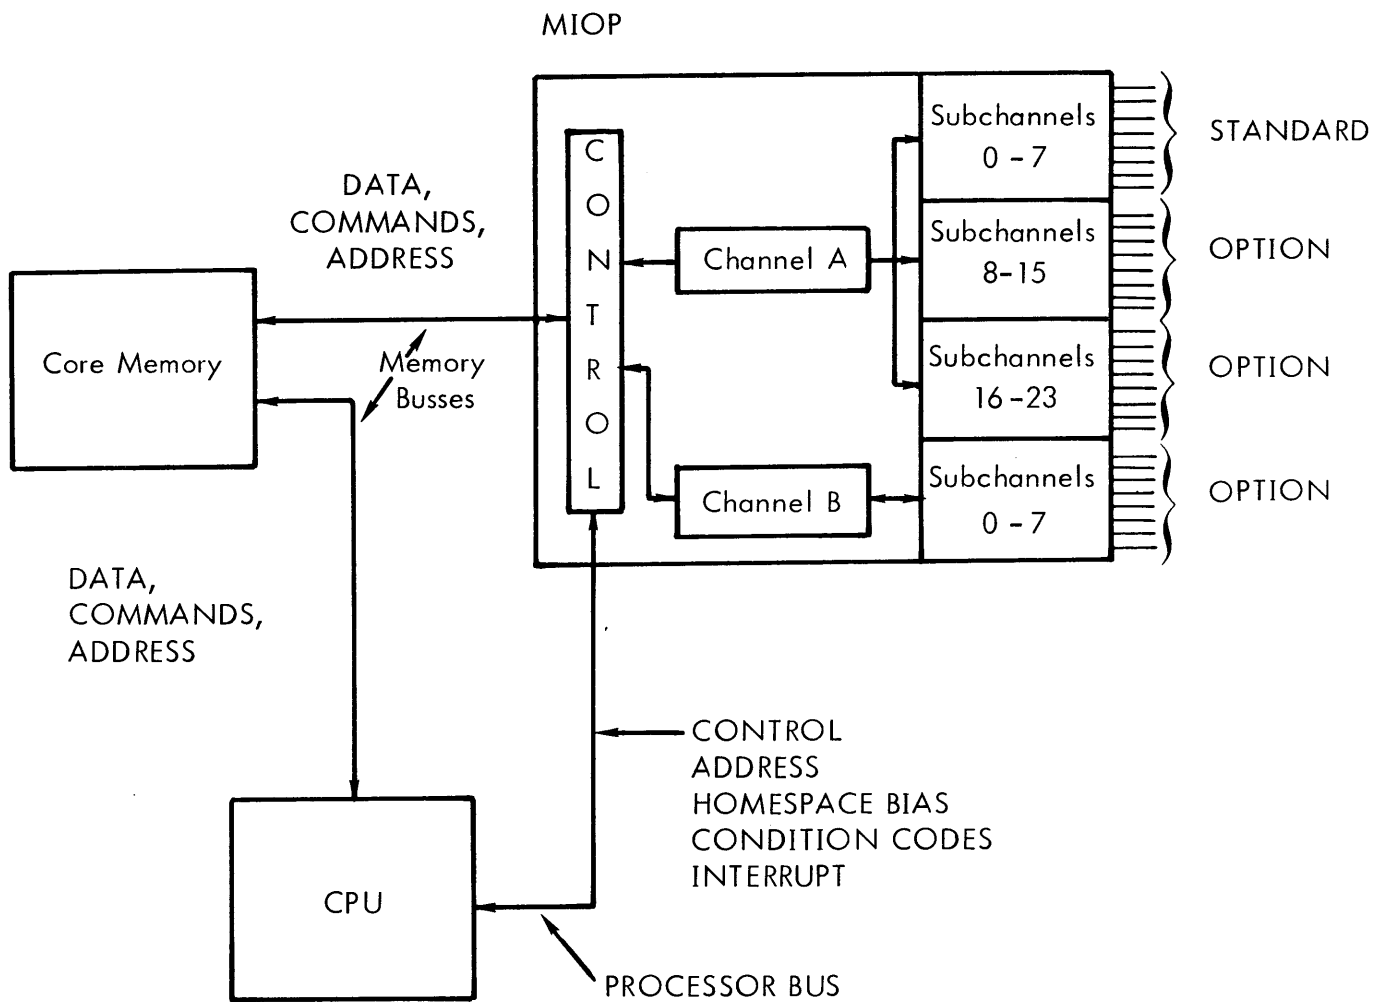 MIOP
Subchannels
0 - 7
STANDARD
CONTROL
DATA,
COMMANDS,
ADDRESS
Channel A
Subchannels
8-15
OPTION
Core Memory
Memory
Busses
Subchannels
16 -23
OPTION
Channel B
Subchannels
0 - 7
OPTION
DATA,
COMMANDS,
ADDRESS
CONTROL
ADDRESS
HOMESPACE BIAS
CONDITION CODES
INTERRUPT
CPU
PROCESSOR BUS